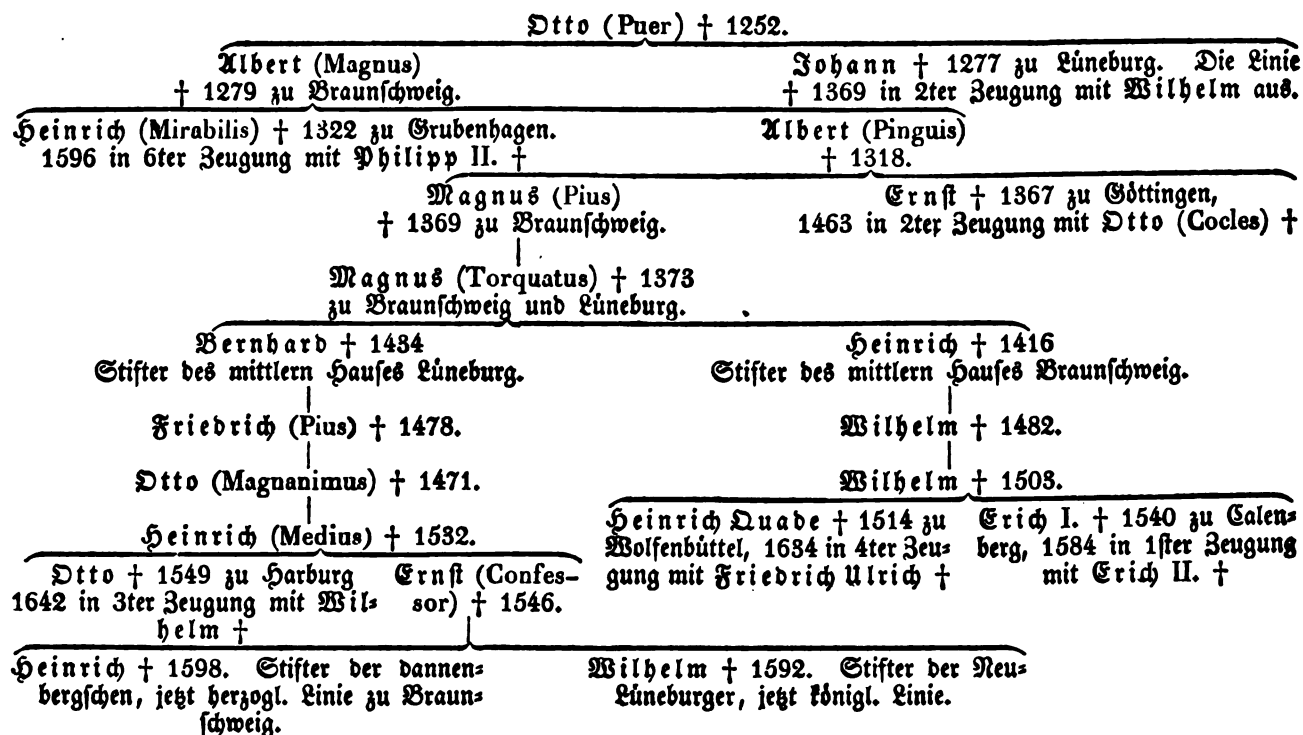 Otto (Puer) † 1252.
Albert (Magnus)
† 1279 zu Braunſchweig.
Johann † 1277 zu Lüneburg. Die Linie
† 1369 in 2ter Zeugung mit Wilhelm aus.
Heinrich (Mirabilis) † 1322 zu Grubenhagen.
1596 in 6ter Zeugung mit Philipp II. †
Albert (Pinguis)
† 1318.
Magnus (Pius)
† 1369 zu Braunſchweig.
Ernſt † 1367 zu Göttingen,
1463 in 2ter Zeugung mit Otto (Cocles) †
Magnus (Torquatus) † 1373
zu Braunſchweig und Lüneburg.
Bernhard † 1434
Stifter des mittlern Hauſes Lüneburg.
Heinrich † 1416
Stifter des mittlern Hauſes Braunſchweig.
Friedrich (Pius) † 1478.
Wilhelm † 1482.
Otto (Magnanimus) † 1471.
Wilhelm † 1503.
Heinrich (Medius) † 1532.
Heinrich Quade † 1514 zu
Wolfenbüttel, 1634 in 4ter Zeu-
gung mit Friedrich Ulrich †
Erich I. † 1540 zu Calen-
berg, 1584 in 1ſter Zeugung
mit Erich II. †
Otto † 1549 zu Harburg
1642 in 3ter Zeugung mit Wil-
helm †
Ernſt (Confes-
sor) † 1546.
Heinrich † 1598. Stifter der dannen-
bergſchen, jetzt herzogl. Linie zu Braun-
ſchweig.
Wilhelm † 1592. Stifter der Neu-
Lüneburger, jetzt königl. Linie.